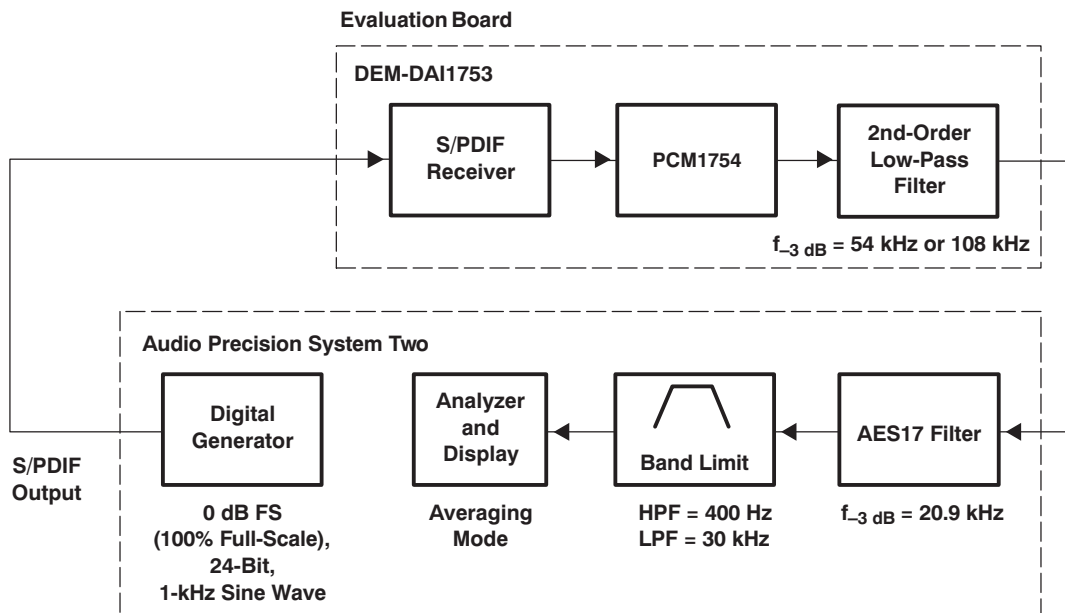 Evaluation Board
DEM-DAI1753
S/PDIF
Receiver
PCM1754
2nd-Order
Low-Pass
Filter
f–3 dB = 54 kHz or 108 kHz
Audio Precision System Two
Digital
Generator
Analyzer
and
Display
Band Limit
AES17 Filter
S/PDIF
Output
0 dB FS
(100% Full-Scale),
24-Bit,
1-kHz Sine Wave
Averaging
Mode
HPF = 400 Hz
LPF = 30 kHz
f–3 dB = 20.9 kHz